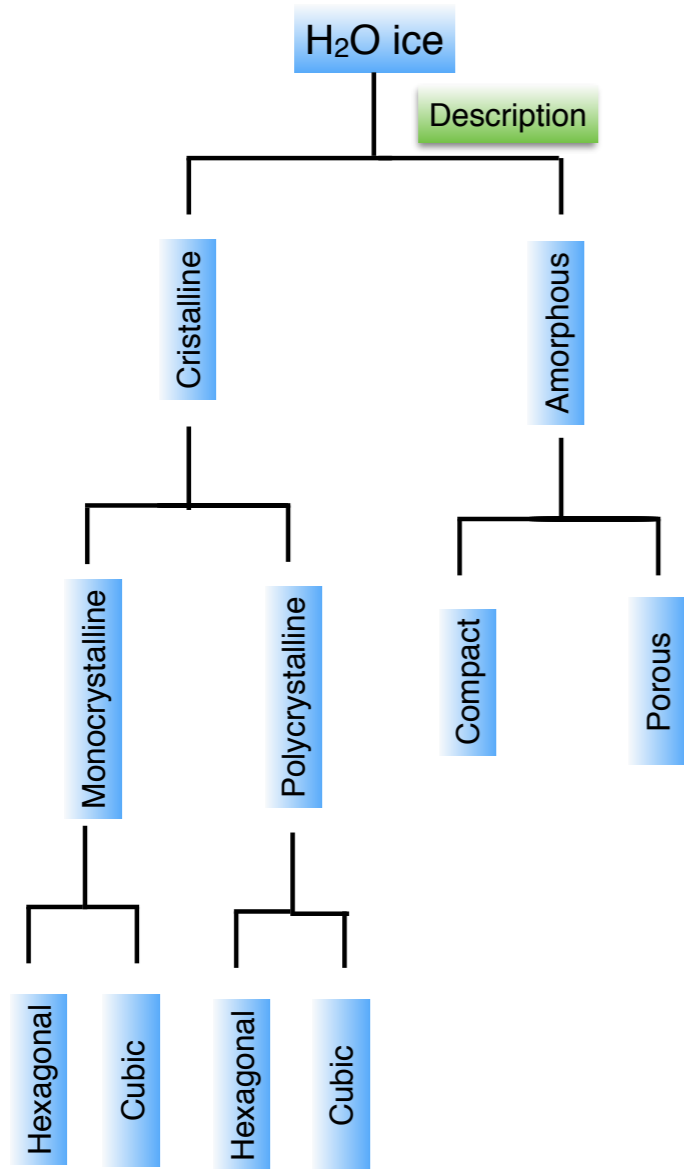 H₂O ice
Description
Cristalline
Amorphous
Monocrystalline
Polycrystalline
Compact
Porous
Hexagonal
Cubic
Hexagonal
Cubic